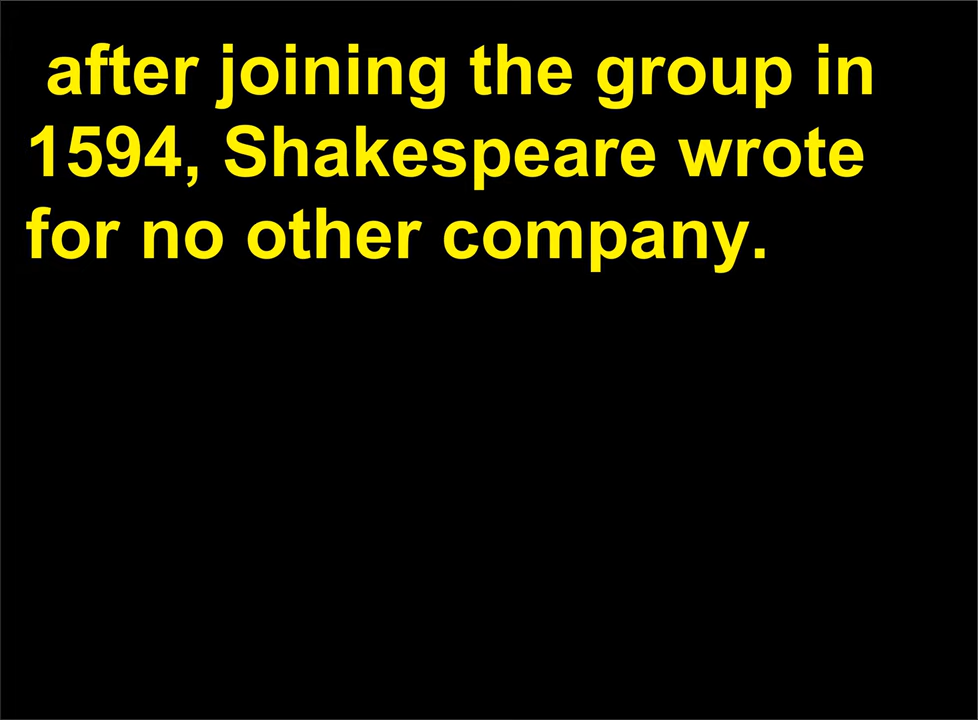 after joining the group in
1594, Shakespeare wrote
for no other company.